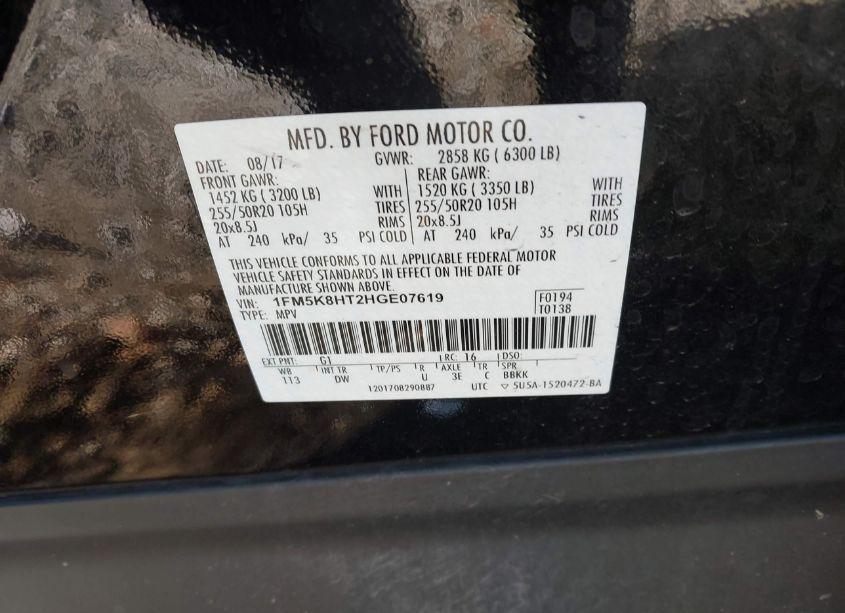 MFD. BY FORD MOTOR CO.
DATE: 08/17 GVWR: 2858 KG ( 6300 LB)
FRONT GAWR: REAR GAWR:
1452 KG ( 3200 LB) WITH 1520 KG ( 3350 LB) WITH
255/50R20 105H TIRES 255/50R20 105H TIRES
20x8.5J RIMS 20x8.5J RIMS
AT 240 kPa/ 35 PSI COLD AT 240 kPa/ 35 PSI COLD
THIS VEHICLE CONFORMS TO ALL APPLICABLE FEDERAL MOTOR
VEHICLE SAFETY STANDARDS IN EFFECT ON THE DATE OF
MANUFACTURE SHOWN ABOVE.
VIN: 1FM5K8HT2HGE07619 F0194
TYPE: MPV T0138
EXT PNT: G1 RC: 16 DSO:
WB INT TR TP/PS R AXLE TR SPR
113 DW U 3E C BBKK
1201708290887 UTC ▽ 5U5A-1520472-BA